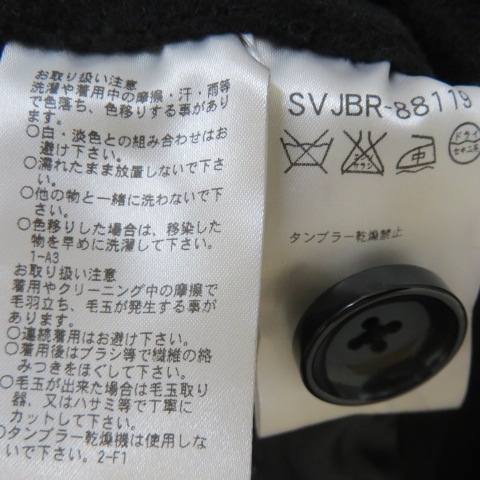 お取り扱い注意
洗濯や着用中の摩擦・汗・雨等
で色落ち、色移りする事があり
ます。
○白・淡色との組み合わせはお
避け下さい。
○濡れたまま放置しないで下さ
い。
○他の物と一緒に洗わないで下
さい。
○色移りした場合は、移染した
物を早めに洗濯して下さい。
1-A3
お取り扱い注意
着用やクリーニング中の摩擦で
毛羽立ち、毛玉が発生する事が
あります。
○連続着用はお避け下さい。
○着用後はブラシ等で繊維の絡
みつきをほぐして下さい。
○毛玉が出来た場合は毛玉取り
器、又はハサミ等で丁寧に
カットして下さい。
○タンブラー乾燥機は使用しな
いで下さい。2-F1
SVJBR-88119
エンソ
サラシ
中
ドライ
セキユ系
タンブラー乾燥禁止